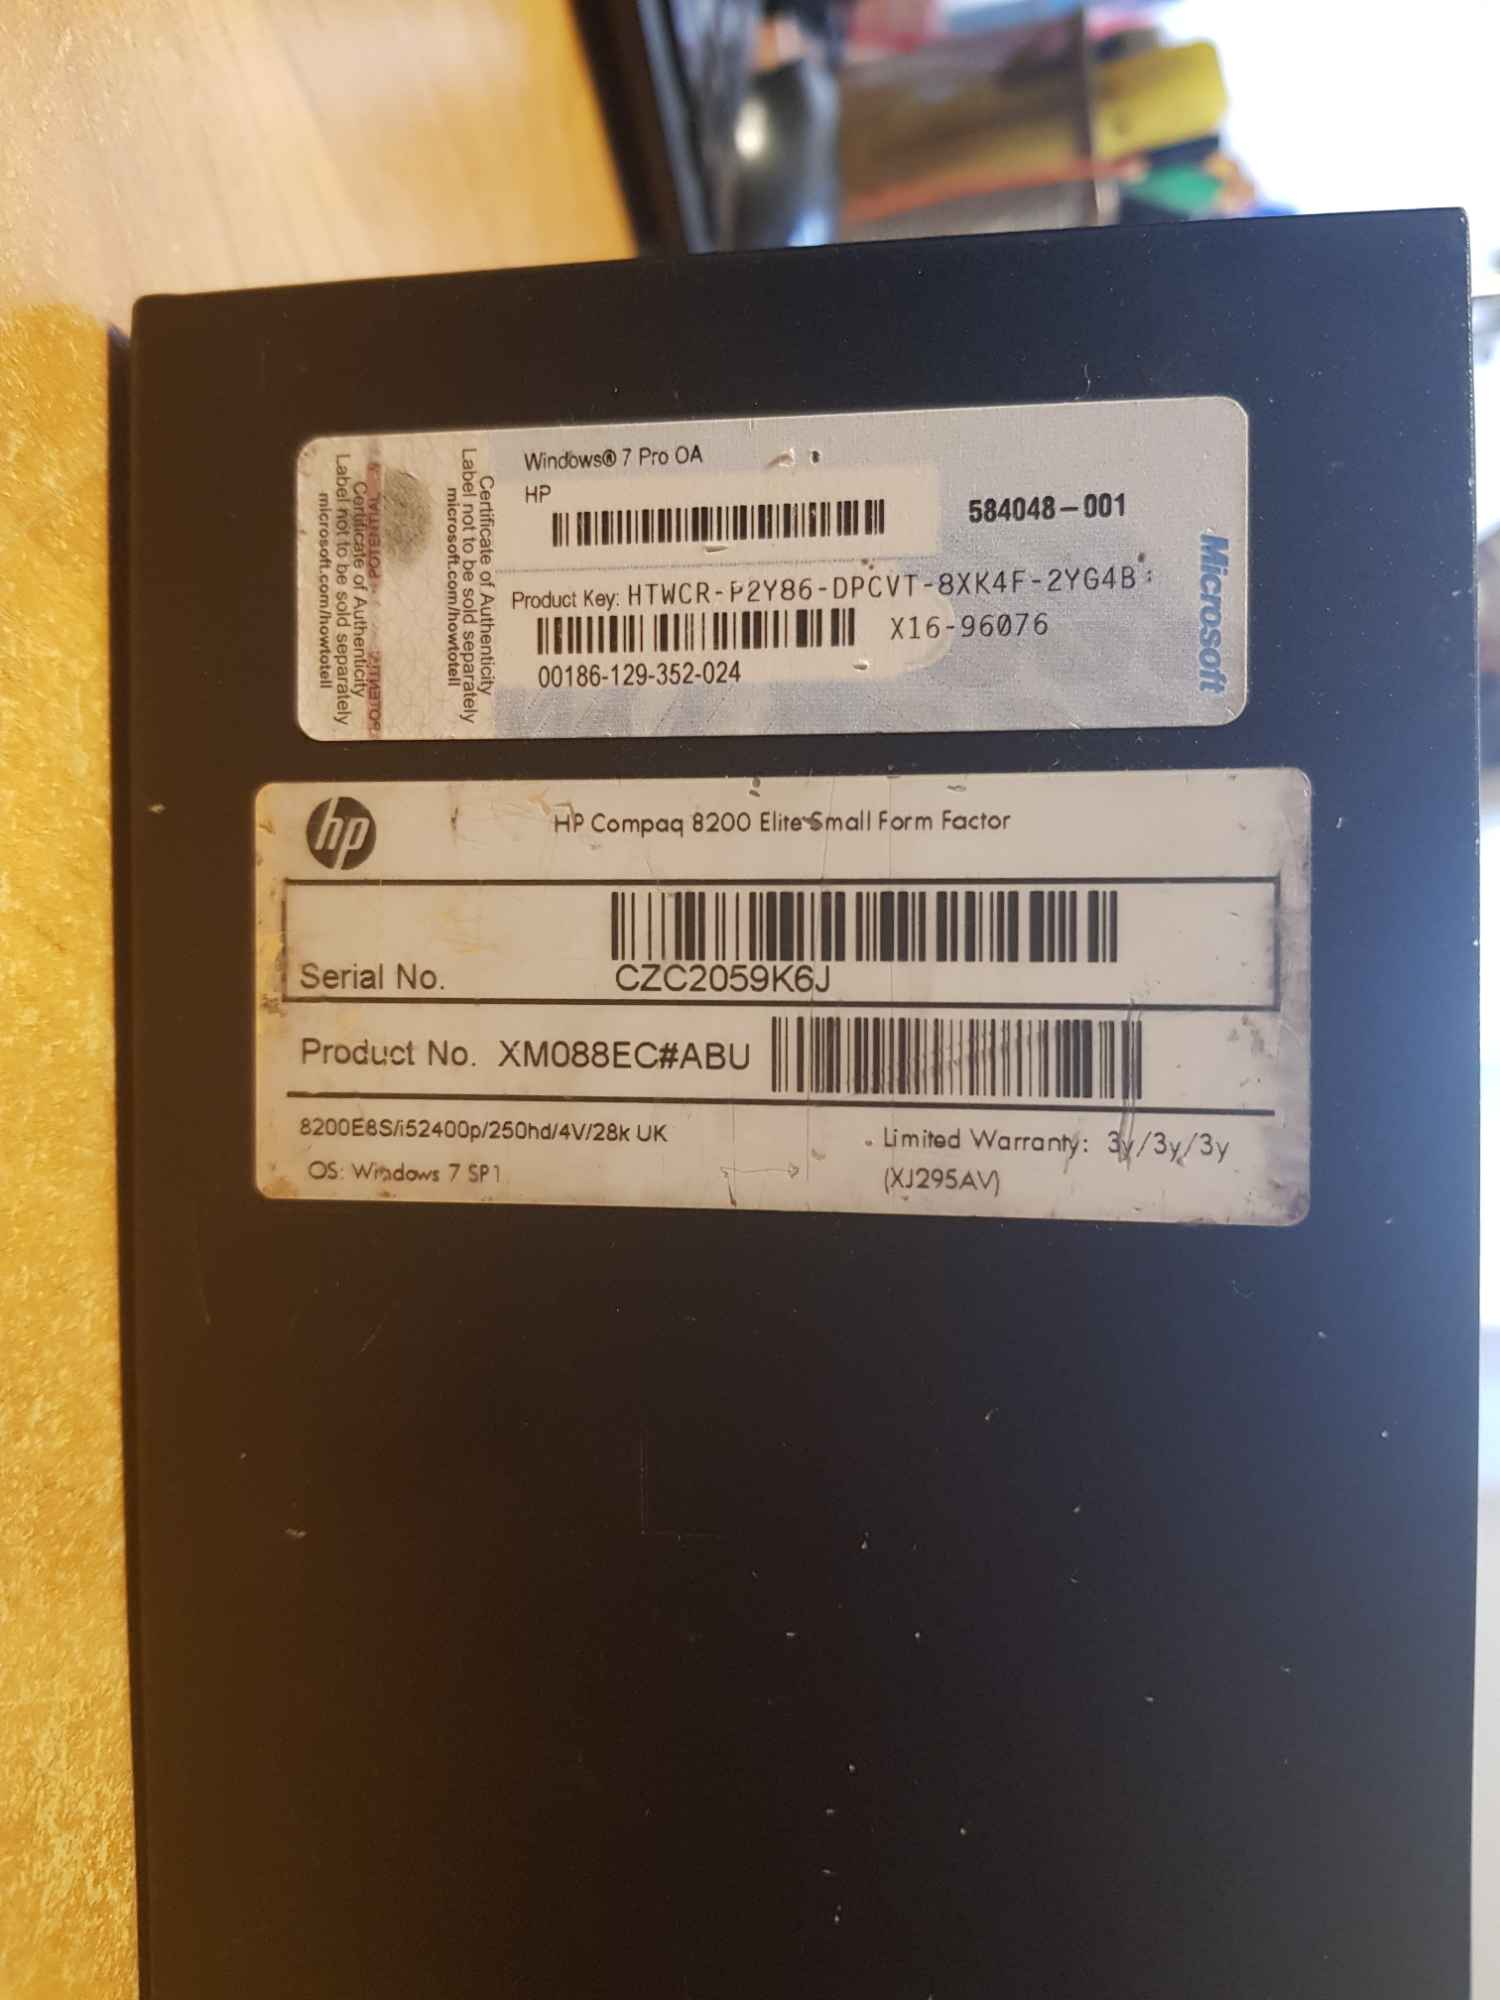 Windows® 7 Pro OA
HP
584048-001
Product Key: HTWCR-P2Y86-DPCVT-8XK4F-2YG4B
X16-96076
00186-129-352-024
Certificate of Authenticity
Label not to be sold separately
microsoft.com/howtotell
Certificate of Authenticity
Label not to be sold separately
microsoft.com/howtotell
Microsoft
hp
HP Compaq 8200 Elite Small Form Factor
Serial No. CZC2059K6J
Product No. XM088EC#ABU
8200E8S/i52400p/250hd/4V/28k UK
Limited Warranty: 3y/3y/3y
OS: Windows 7 SP1
(XJ295AV)